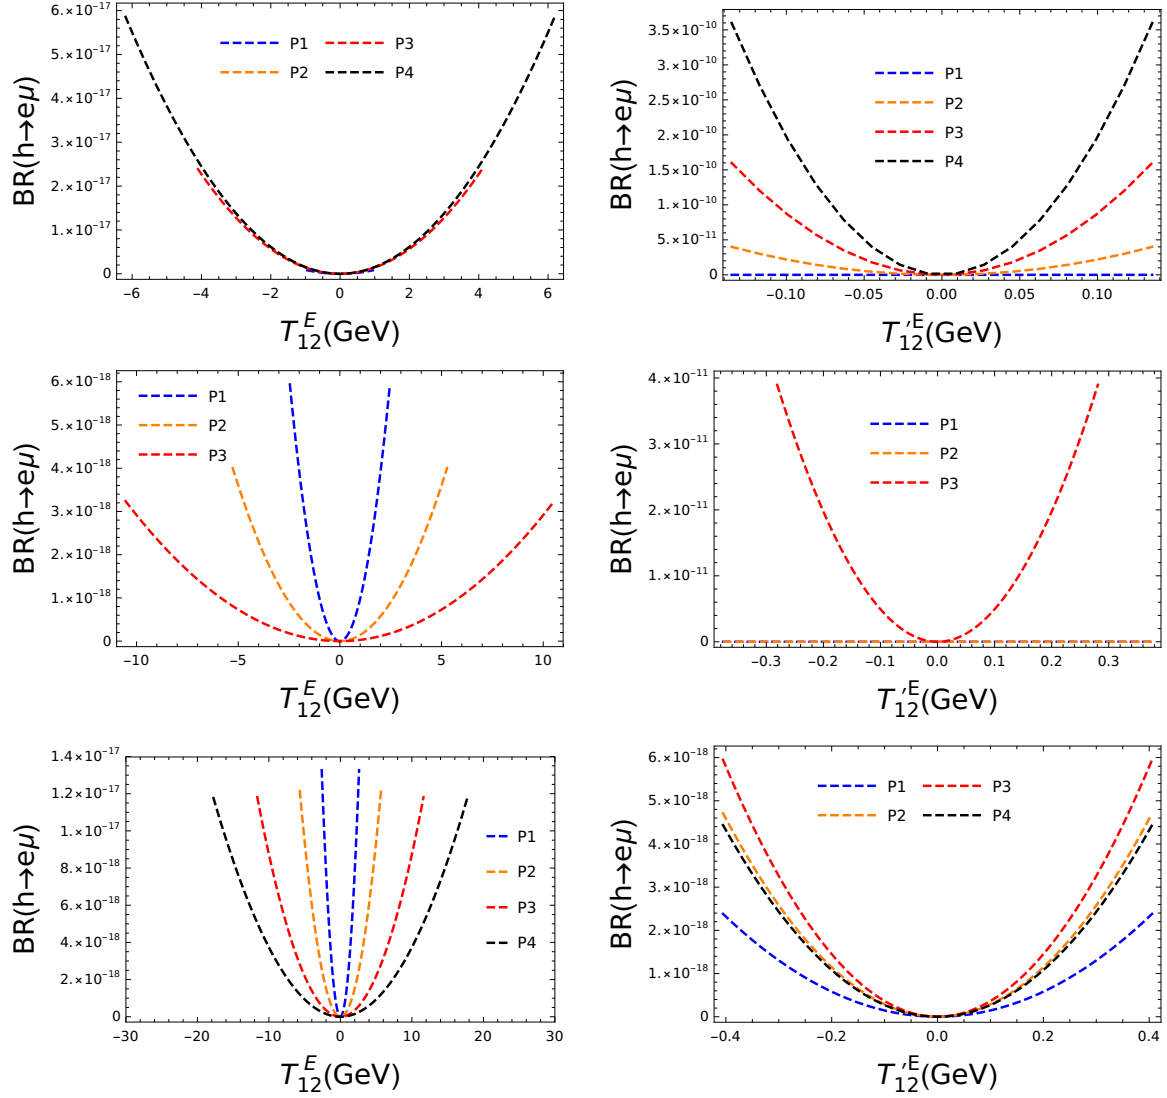 BR(h→eμ)
6.×10⁻¹⁷
5.×10⁻¹⁷
4.×10⁻¹⁷
3.×10⁻¹⁷
2.×10⁻¹⁷
1.×10⁻¹⁷
0
P1 P3
P2 P4
−6 −4 −2 0 2 4 6
T₁₂ᴱ(GeV)
BR(h→eμ)
3.5×10⁻¹⁰
3.×10⁻¹⁰
2.5×10⁻¹⁰
2.×10⁻¹⁰
1.5×10⁻¹⁰
1.×10⁻¹⁰
5.×10⁻¹¹
0
P1
P2
P3
P4
−0.10 −0.05 0.00 0.05 0.10
T₁₂′ᴱ(GeV)
BR(h→eμ)
6.×10⁻¹⁸
5.×10⁻¹⁸
4.×10⁻¹⁸
3.×10⁻¹⁸
2.×10⁻¹⁸
1.×10⁻¹⁸
0
P1
P2
P3
−10 −5 0 5 10
T₁₂ᴱ(GeV)
BR(h→eμ)
4.×10⁻¹¹
3.×10⁻¹¹
2.×10⁻¹¹
1.×10⁻¹¹
0
P1
P2
P3
−0.3 −0.2 −0.1 0.0 0.1 0.2 0.3
T₁₂′ᴱ(GeV)
BR(h→eμ)
1.4×10⁻¹⁷
1.2×10⁻¹⁷
1.×10⁻¹⁷
8.×10⁻¹⁸
6.×10⁻¹⁸
4.×10⁻¹⁸
2.×10⁻¹⁸
0
P1
P2
P3
P4
−30 −20 −10 0 10 20 30
T₁₂ᴱ(GeV)
BR(h→eμ)
6.×10⁻¹⁸
5.×10⁻¹⁸
4.×10⁻¹⁸
3.×10⁻¹⁸
2.×10⁻¹⁸
1.×10⁻¹⁸
0
P1 P3
P2 P4
−0.4 −0.2 0.0 0.2 0.4
T₁₂′ᴱ(GeV)